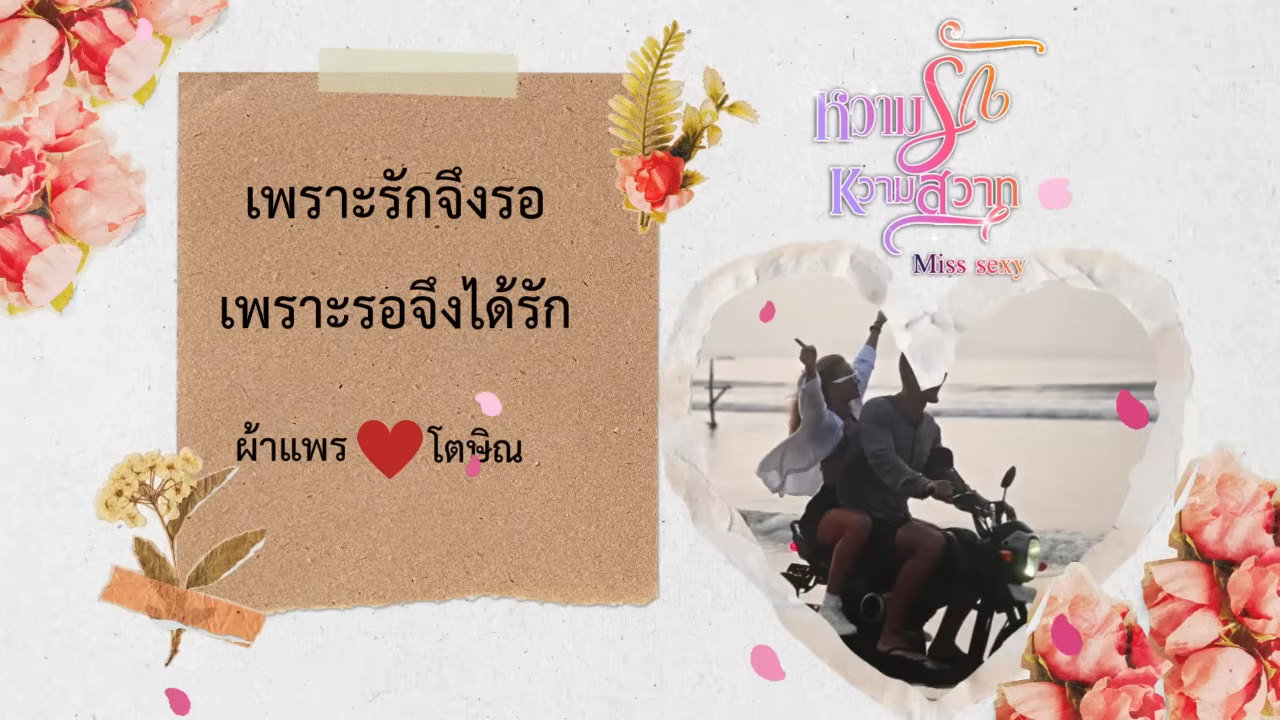 เพราะรักจึงรอ
เพราะรอจึงได้รัก
ผ้าแพร โตษิณ
หวามรัก
หวามสวาท
Miss sexy